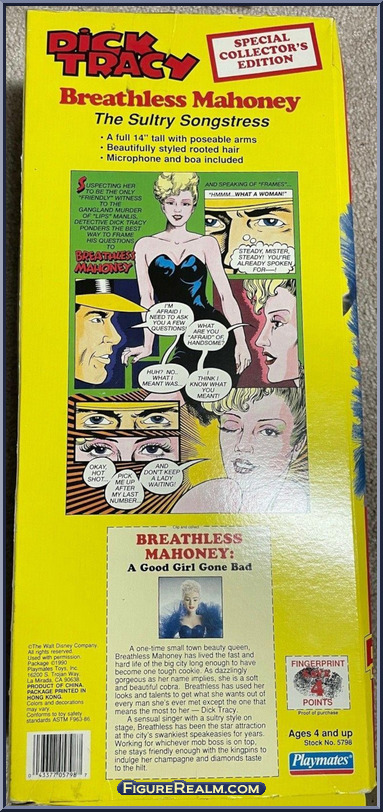 DICK TRACY
SPECIAL
COLLECTOR'S
EDITION
Breathless Mahoney
The Sultry Songstress
• A full 14" tall with poseable arms
• Beautifully styled rooted hair
• Microphone and boa included
SUSPECTING HER
TO BE THE ONLY
"FRIENDLY" WITNESS
TO THE
GANGLAND MURDER
OF "LIPS" MANLIS,
DETECTIVE DICK TRACY
PONDERS THE BEST
WAY TO FRAME
HIS QUESTIONS
TO
BREATHLESS
MAHONEY
AND SPEAKING OF "FRAMES"...
"HMMM...WHAT A WOMAN!"
"STEADY, MISTER,
STEADY! YOU'RE
ALREADY SPOKEN
FOR—!"
I'M
AFRAID I
NEED TO ASK
YOU A FEW
QUESTIONS!
WHAT ARE
YOU "AFRAID" OF,
HANDSOME?
HUH? NO..
WHAT I
MEANT WAS...
I
THINK I
KNOW WHAT
YOU
MEANT!
OKAY,
HOT
SHOT...
PICK
ME UP
AFTER
MY LAST
NUMBER...
AND
DON'T KEEP
A LADY
WAITING!
Clip and collect
BREATHLESS
MAHONEY:
A Good Girl Gone Bad
A one-time small town beauty queen,
Breathless Mahoney has lived the fast and
hard life of the big city long enough to have
become one tough cookie. As dazzlingly
gorgeous as her name implies, she is a soft
and beautiful cobra. Breathless has used her
looks and talents to get what she wants out of
every man she's ever met except the one that
means the most to her — Dick Tracy.
A sensual singer with a sultry style on
stage, Breathless has been the star attraction
at the city's swankiest speakeasies for years.
Working for whichever mob boss is on top,
she stays friendly enough with the kingpins to
indulge her champagne and diamonds taste
to the hilt.
©The Walt Disney Company.
All rights reserved.
Used with permission.
Package ©1990
Playmates Toys, Inc.
16200 S. Trojan Way
La Mirada, CA 90638
PRODUCT OF CHINA
PACKAGE PRINTED IN
HONG KONG.
Colors and decorations
may vary.
Conforms to toy safety
standards ASTM F963-86
0 43377 05798
FINGERPRINT
4
POINTS
Proof of purchase
Ages 4 and up
Stock No. 5798
Playmates
FIGUREREALM.COM